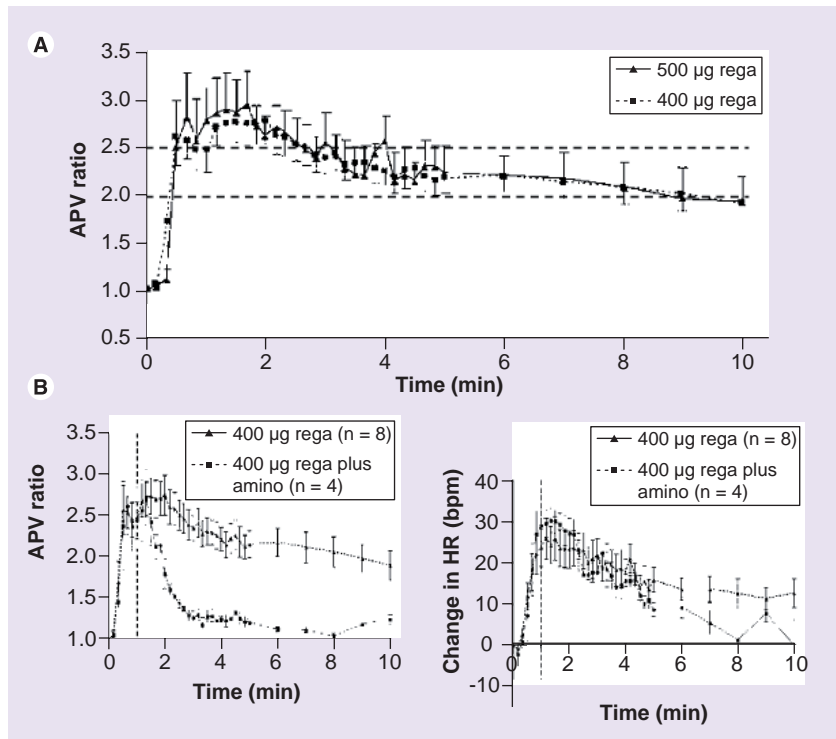 A
3.5
3.0
2.5
2.0
1.5
1.0
0.5
APV ratio
500 µg rega
400 µg rega
0 2 4 6 8 10
Time (min)
B
3.5
3.0
2.5
2.0
1.5
1.0
APV ratio
400 µg rega (n = 8)
400 µg rega plus
amino (n = 4)
0 2 4 6 8 10
Time (min)
40
30
20
10
0
-10
Change in HR (bpm)
400 µg rega (n = 8)
400 µg rega plus
amino (n = 4)
0 2 4 6 8 10
Time (min)